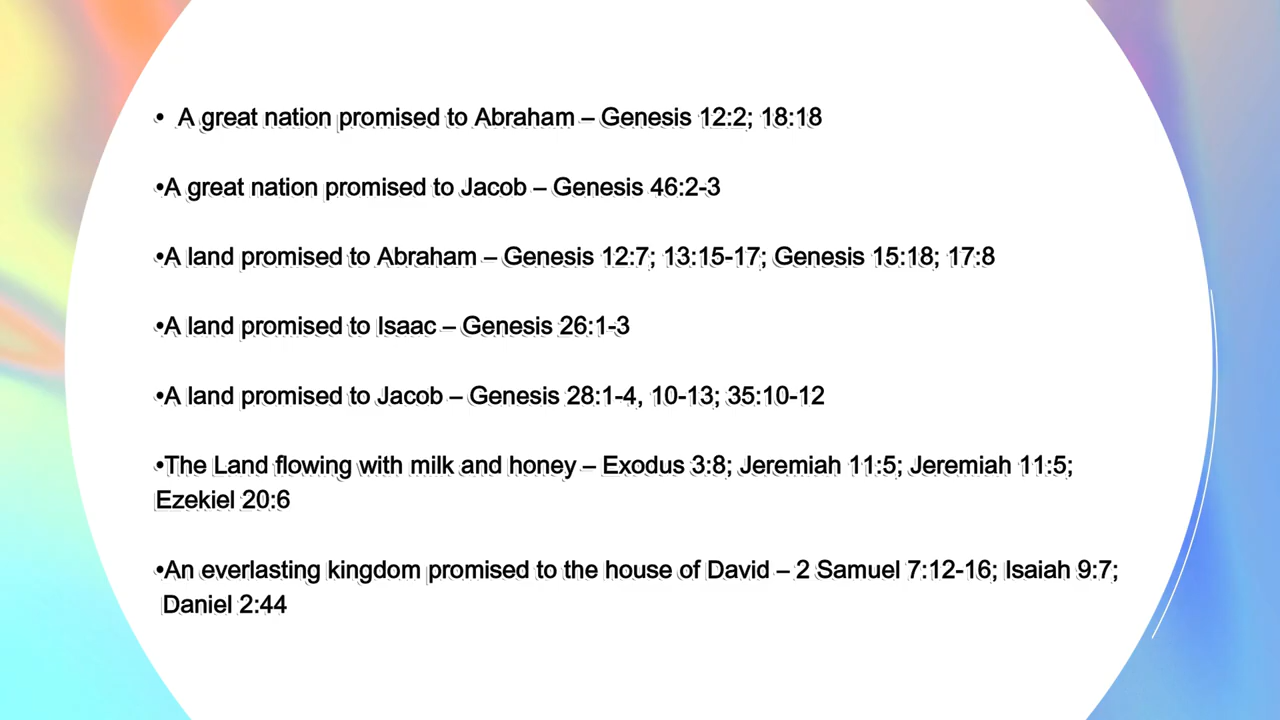 • A great nation promised to Abraham – Genesis 12:2; 18:18
•A great nation promised to Jacob – Genesis 46:2-3
•A land promised to Abraham – Genesis 12:7; 13:15-17; Genesis 15:18; 17:8
•A land promised to Isaac – Genesis 26:1-3
•A land promised to Jacob – Genesis 28:1-4, 10-13; 35:10-12
•The Land flowing with milk and honey – Exodus 3:8; Jeremiah 11:5; Jeremiah 11:5;
Ezekiel 20:6
•An everlasting kingdom promised to the house of David – 2 Samuel 7:12-16; Isaiah 9:7;
Daniel 2:44